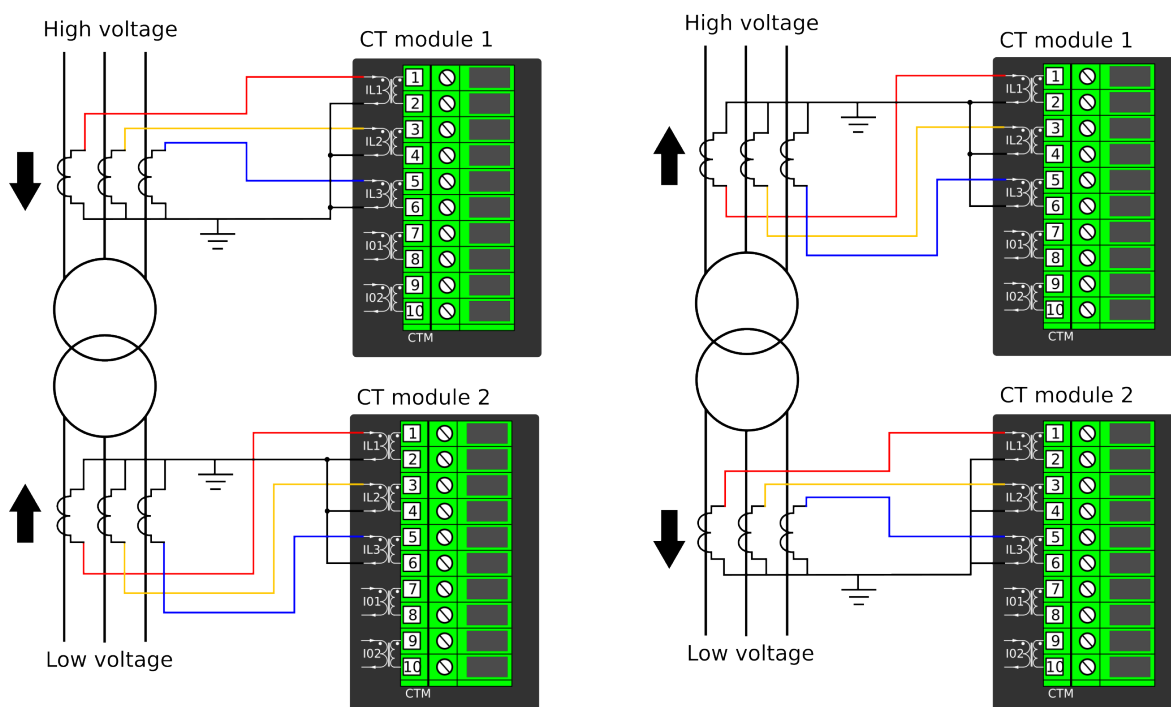 High voltage
CT module 1
IL1
1
2
IL2
3
4
IL3
5
6
I01
7
8
I02
9
10
CTM
CT module 2
IL1
1
2
IL2
3
4
IL3
5
6
I01
7
8
I02
9
10
CTM
Low voltage
High voltage
CT module 1
IL1
1
2
IL2
3
4
IL3
5
6
I01
7
8
I02
9
10
CTM
CT module 2
IL1
1
2
IL2
3
4
IL3
5
6
I01
7
8
I02
9
10
CTM
Low voltage